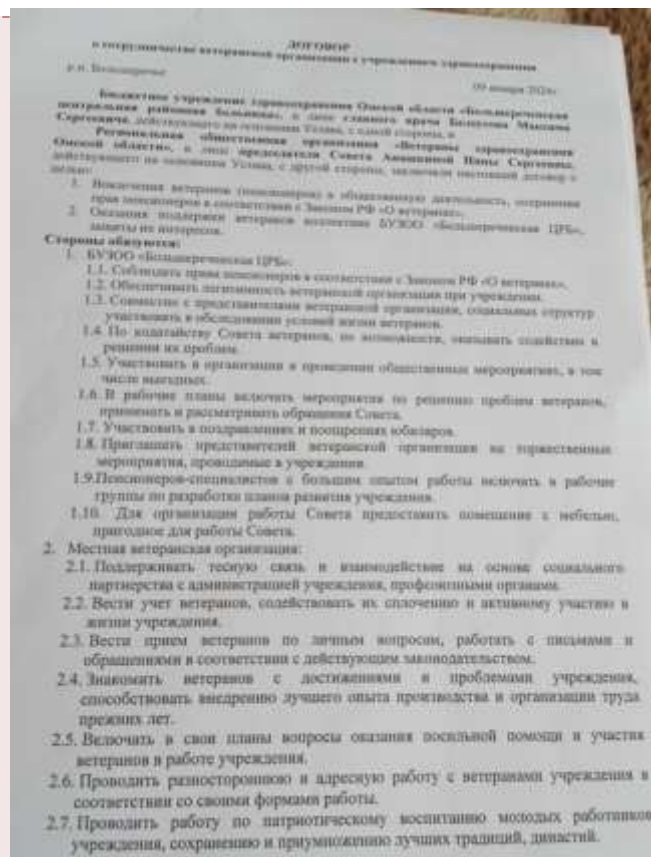 ДОГОВОР
о сотрудничестве ветеранской организации с учреждением здравоохранения
р.п. Большеречье 09 января 2024г.
Бюджетное учреждение здравоохранения Омской области «Большереченская
центральная районная больница», в лице главного врача
Сергеевича, действующего на основании Устава, с одной стороны, и
Региональная общественная организация «Ветераны здравоохранения
Омской области», в лице председателя Совета Анны Сергеевны,
действующего на основании Устава, с другой стороны, заключили настоящий договор с
целью:
1. Вовлечения ветеранов (пенсионеров) в общественную деятельность, сохранения
прав пенсионеров в соответствии с Законом РФ «О ветеранах».
2. Оказания поддержки ветеранов коллектива БУЗОО «Большереченская ЦРБ»,
защиты их интересов.
Стороны обязуются:
1. БУЗОО «Большереченская ЦРБ»:
1.1. Соблюдать права пенсионеров в соответствии с Законом РФ «О ветеранах».
1.2. Обеспечивать легитимность ветеранской организации при учреждении.
1.3. Совместно с представителями ветеранской организации, социальных структур
участвовать в обследовании условий жизни ветеранов.
1.4. По ходатайству Совета ветеранов, по возможности, оказывать содействие в
решении их проблем.
1.5. Участвовать в организации и проведении общественных мероприятиях, в том
числе выездных.
1.6. В рабочие планы включать мероприятия по решению проблем ветеранов,
принимать и рассматривать обращения Совета.
1.7. Участвовать в поздравлениях и поощрениях юбиляров.
1.8. Приглашать представителей ветеранской организации на торжественные
мероприятия, проводимые в учреждении.
1.9.Пенсионеров-специалистов с большим опытом работы включать в рабочие
группы по разработке планов развития учреждения.
1.10. Для организации работы Совета предоставить помещение с мебелью,
пригодное для работы Совета.
2. Местная ветеранская организация:
2.1. Поддерживать тесную связь и взаимодействие на основе социального
партнерства с администрацией учреждения, профсоюзными органами.
2.2. Вести учет ветеранов, содействовать их сплочению и активному участию в
жизни учреждения.
2.3. Вести прием ветеранов по личным вопросам, работать с письмами и
обращениями в соответствии с действующим законодательством.
2.4. Знакомить ветеранов с достижениями и проблемами учреждения,
способствовать внедрению лучшего опыта производства и организации труда
прежних лет.
2.5. Включать в свои планы вопросы оказания посильной помощи и участия
ветеранов в работе учреждения.
2.6. Проводить разностороннюю и адресную работу с ветеранами учреждения в
соответствии со своими формами работы.
2.7. Проводить работу по патриотическому воспитанию молодых работников
учреждения, сохранению и приумножению лучших традиций, династий.